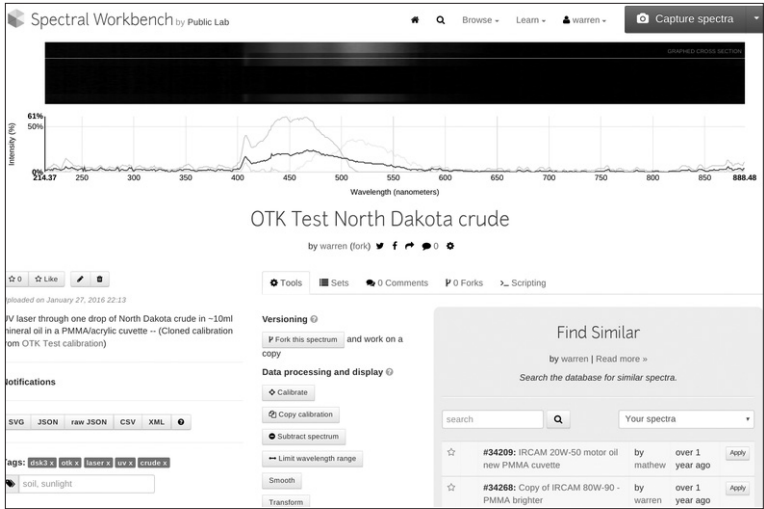 Spectral Workbench by Public Lab
Browse
Learn
warren
Capture spectra
GRAPHED CROSS SECTION
61%
50%
0%
Intensity (%)
214.37 250 300 350 400 450 500 550 600 650 700 750 800 850 888.48
Wavelength (nanometers)
OTK Test North Dakota crude
by warren (fork) 0
0 Like
Uploaded on January 27, 2016 22:13
UV laser through one drop of North Dakota crude in ~10ml
mineral oil in a PMMA/acrylic cuvette -- (Cloned calibration
from OTK Test calibration)
Notifications
SVG JSON raw JSON CSV XML ?
Tags: dsk3 x otk x laser x uv x crude x
soil, sunlight
Tools Sets 0 Comments 0 Forks >_ Scripting
Versioning ?
Fork this spectrum and work on a
copy
Data processing and display ?
Calibrate
Copy calibration
Subtract spectrum
Limit wavelength range
Smooth
Transform
Find Similar
by warren | Read more »
Search the database for similar spectra.
search Your spectra
#34209: IRCAM 20W-50 motor oil
new PMMA cuvette
by
mathew
over 1
year ago
Apply
#34268: Copy of IRCAM 80W-90 -
PMMA brighter
by
warren
over 1
year ago
Apply